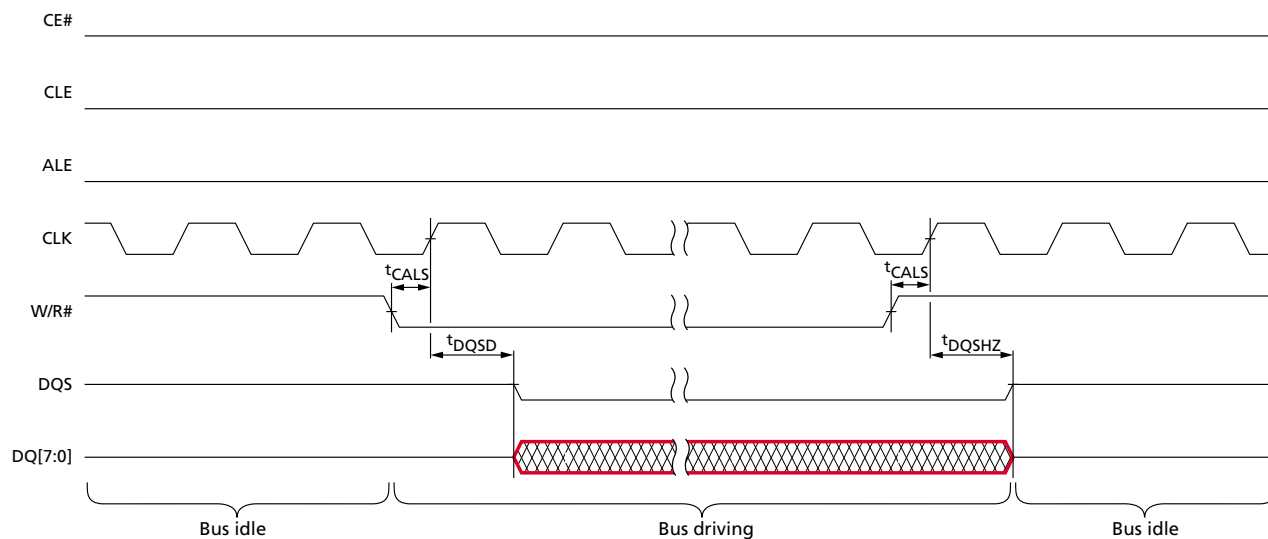 CE#
CLE
ALE
CLK
tCALS tCALS
W/R#
tDQSD tDQSHZ
DQS
DQ[7:0]
Bus idle Bus driving Bus idle